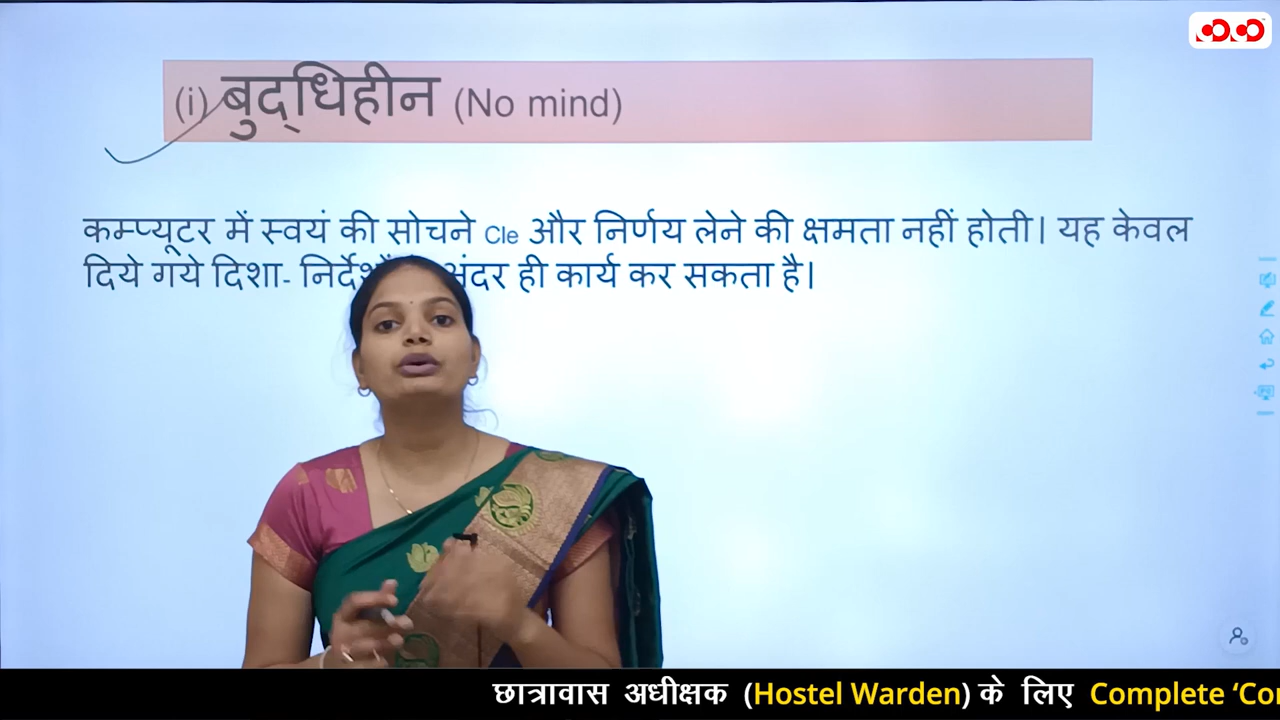 (i) बुद्धिहीन (No mind)
कम्प्यूटर में स्वयं की सोचने Cle और निर्णय लेने की क्षमता नहीं होती। यह केवल
दिये गये दिशा- अंदर ही कार्य कर सकता है।
छात्रावास अधीक्षक (Hostel Warden) के लिए Complete